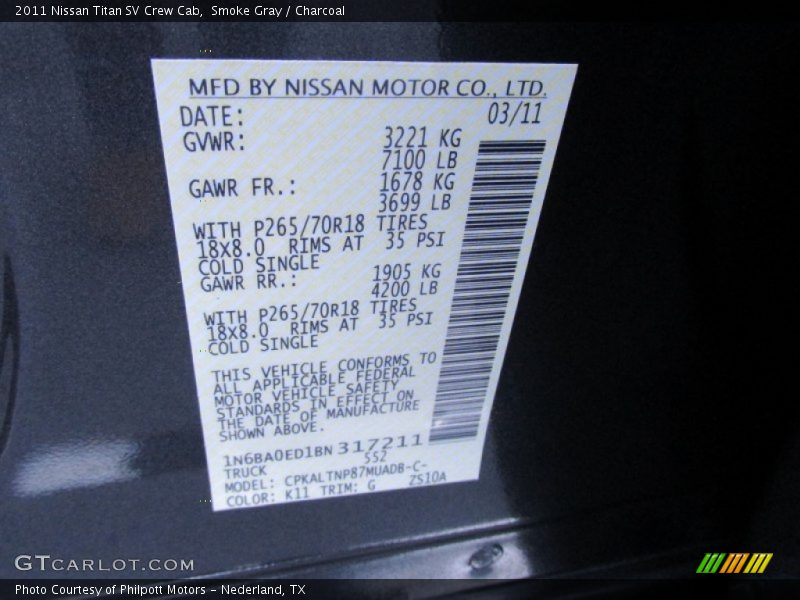 2011 Nissan Titan SV Crew Cab,  Smoke Gray / Charcoal
MFD BY NISSAN MOTOR CO., LTD.
DATE: 03/11
GVWR: 3221 KG
7100 LB
GAWR FR.: 1678 KG
3699 LB
WITH P265/70R18 TIRES
18X8.0 RIMS AT 35 PSI
COLD SINGLE
GAWR RR.: 1905 KG
4200 LB
WITH P265/70R18 TIRES
18X8.0 RIMS AT 35 PSI
COLD SINGLE
THIS VEHICLE CONFORMS TO
ALL APPLICABLE FEDERAL
MOTOR VEHICLE SAFETY
STANDARDS IN EFFECT ON
THE DATE OF MANUFACTURE
SHOWN ABOVE.
1N6BA0ED1BN317211
TRUCK 552
MODEL: CPKALTNP87MUADB-C-
COLOR: K11 TRIM: G ZS10A
GTCARLOT.COM
Photo Courtesy of Philpott Motors - Nederland, TX